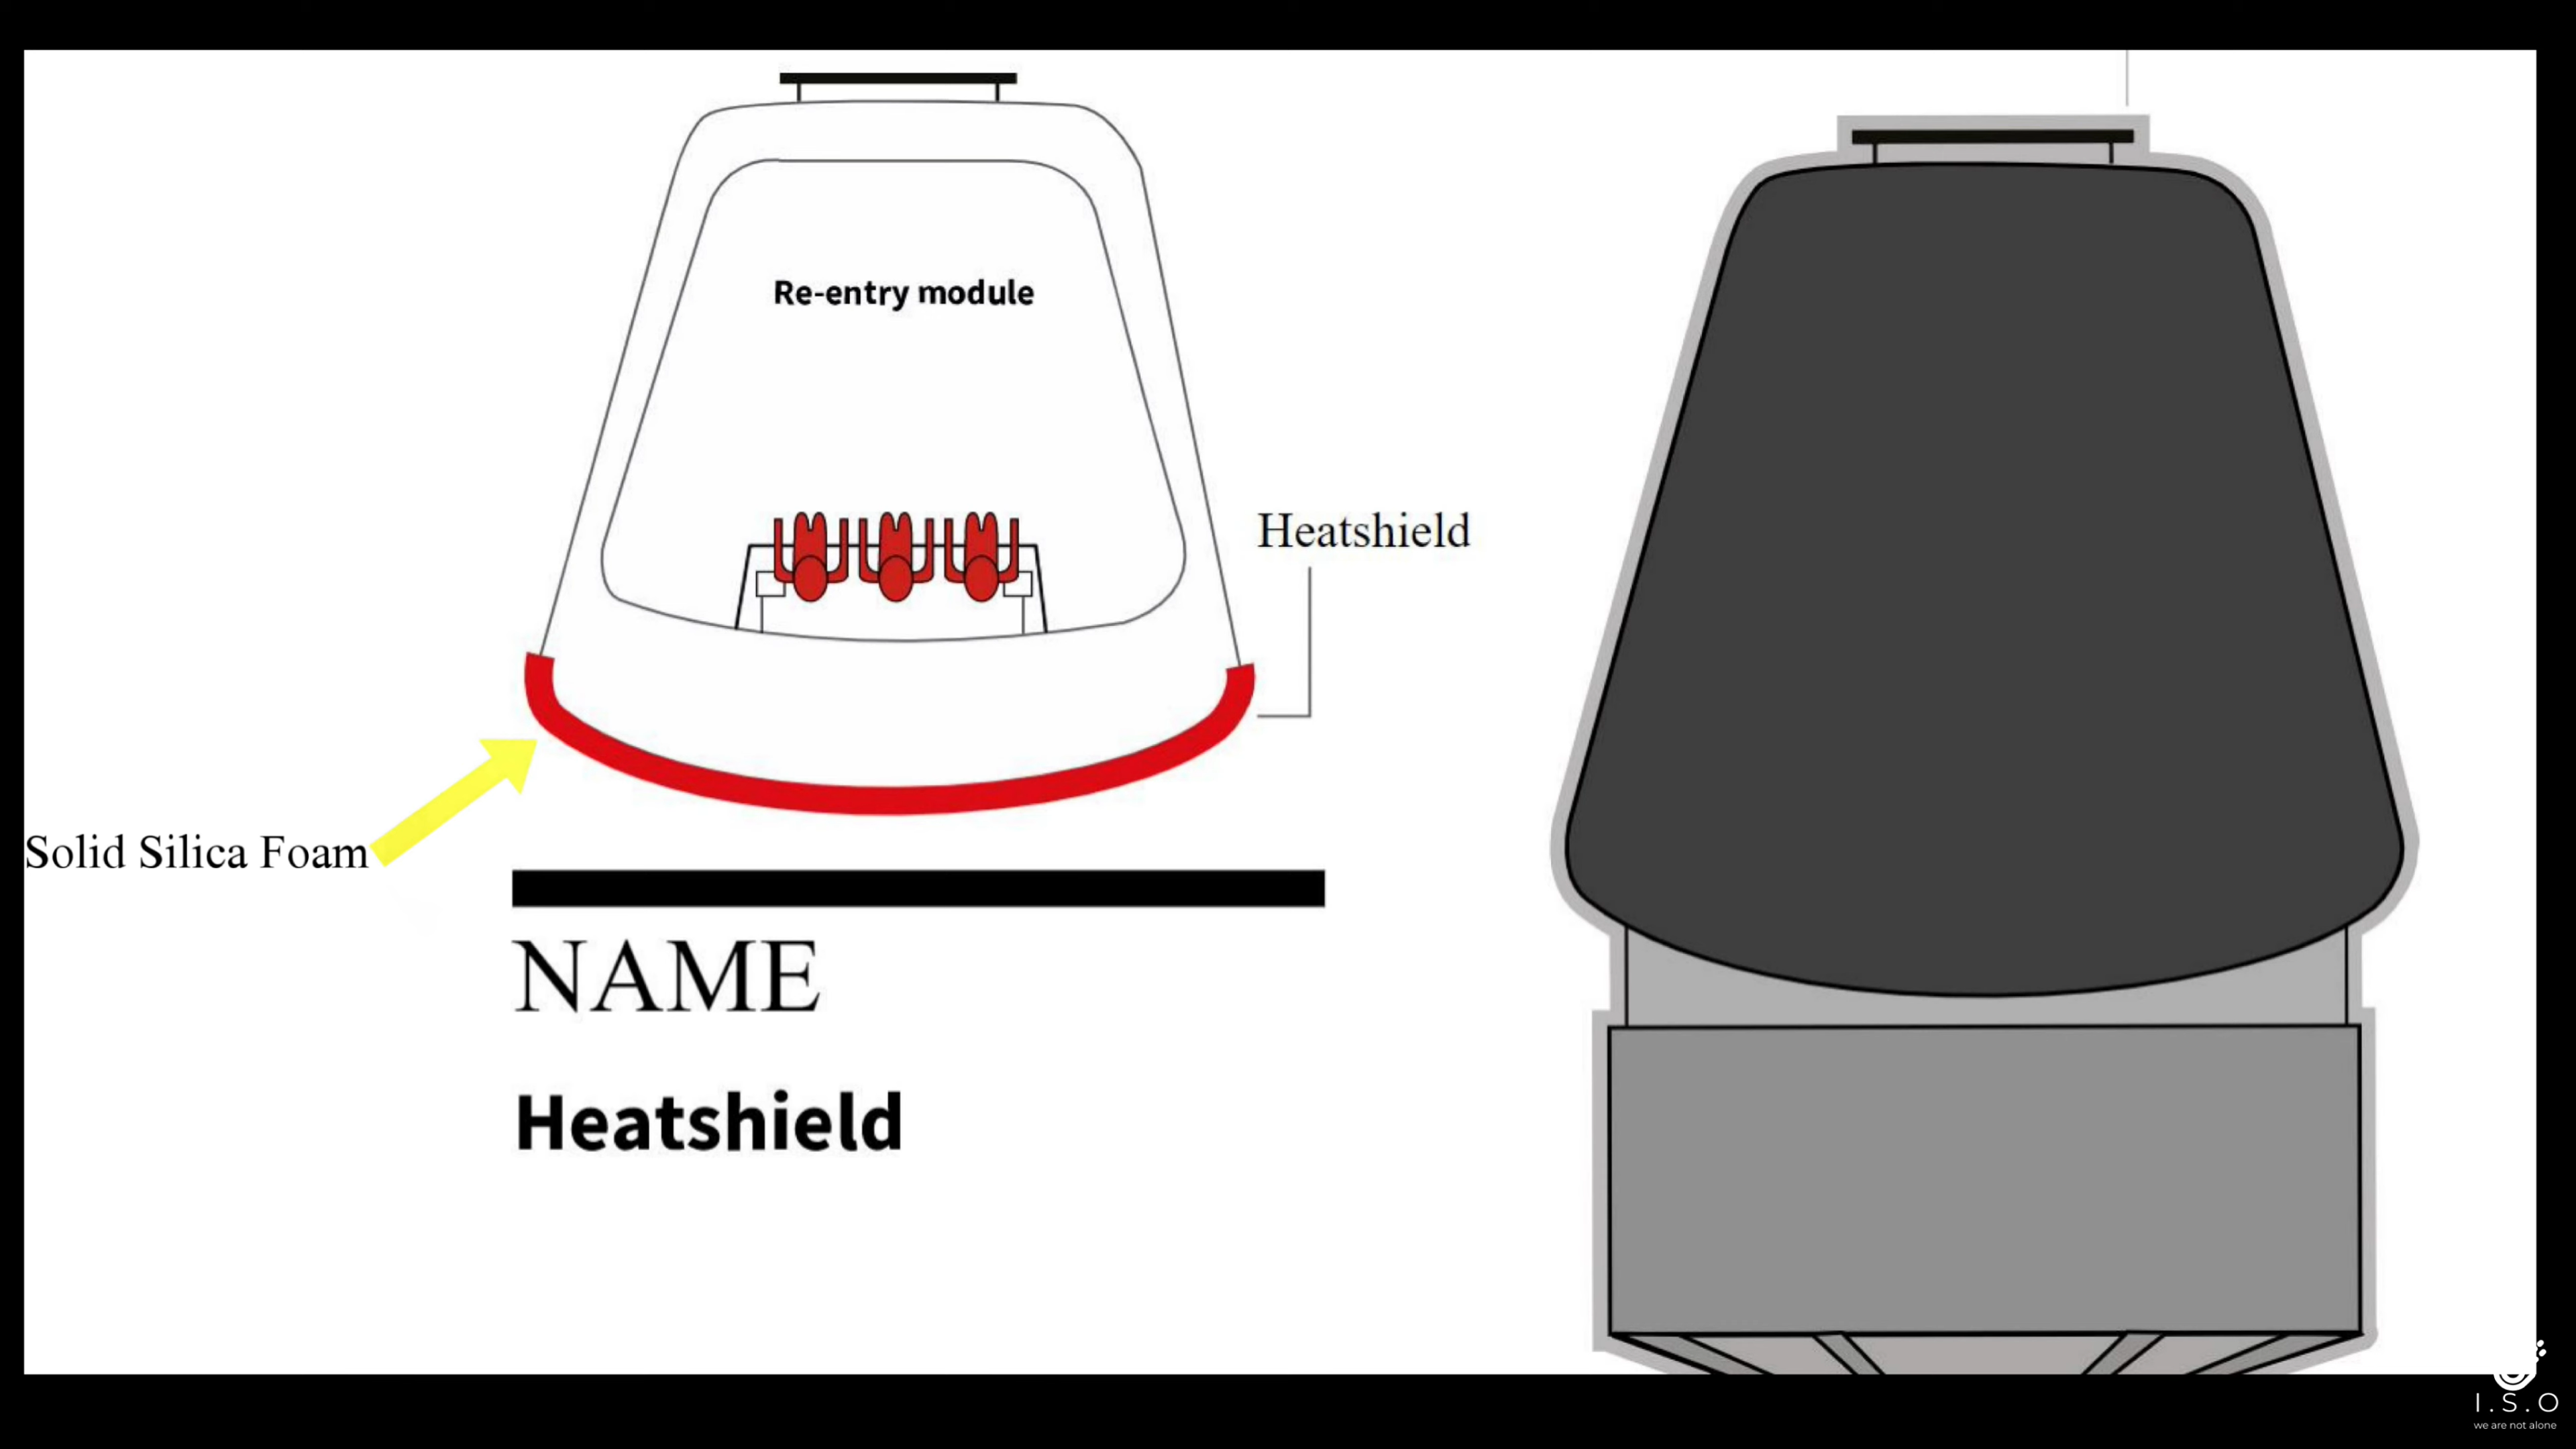 Re-entry module
Heatshield
Solid Silica Foam
NAME
Heatshield
I.S.O
we are not alone